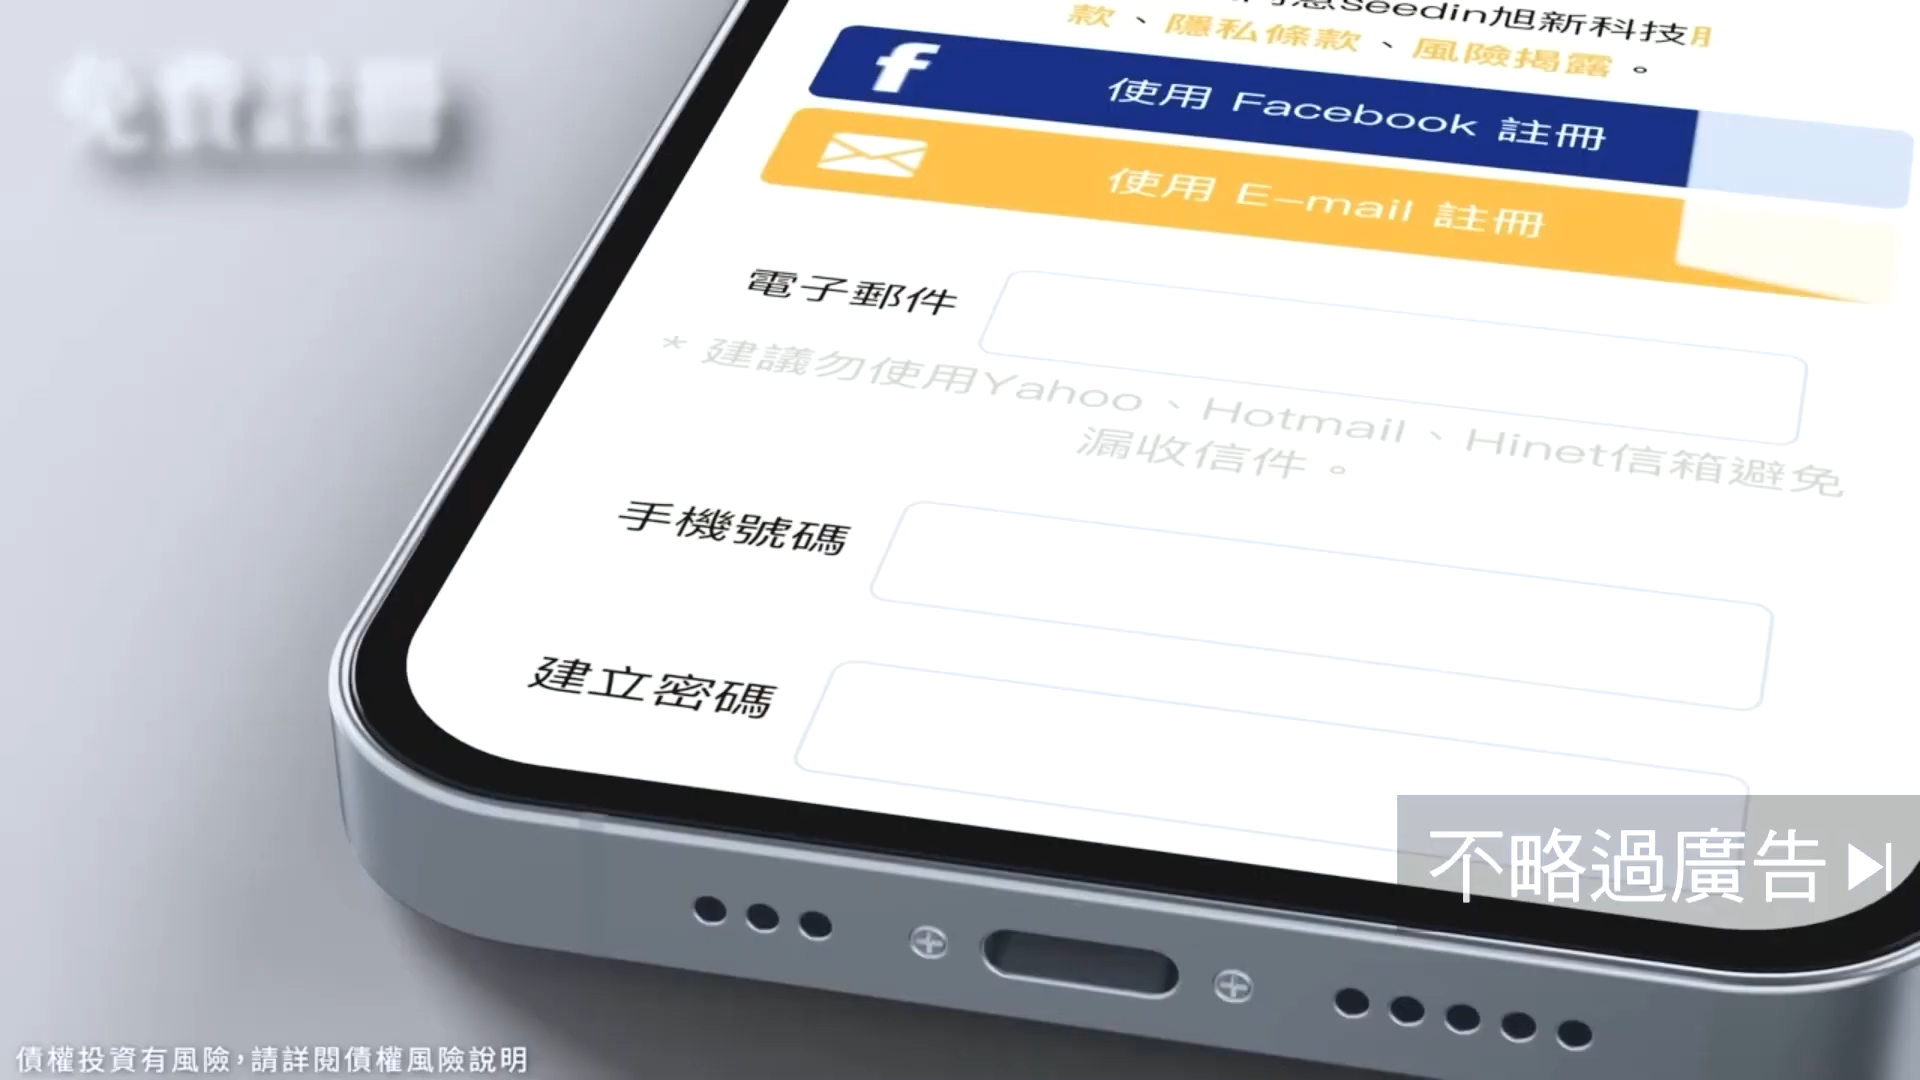 免費註冊
Seedin旭新科技
款、隱私條款、風險揭露。
使用 Facebook 註冊
使用 E-mail 註冊
電子郵件
* 建議勿使用Yahoo、Hotmail、Hinet信箱避免
漏收信件。
手機號碼
建立密碼
不略過廣告
債權投資有風險,請詳閱債權風險說明